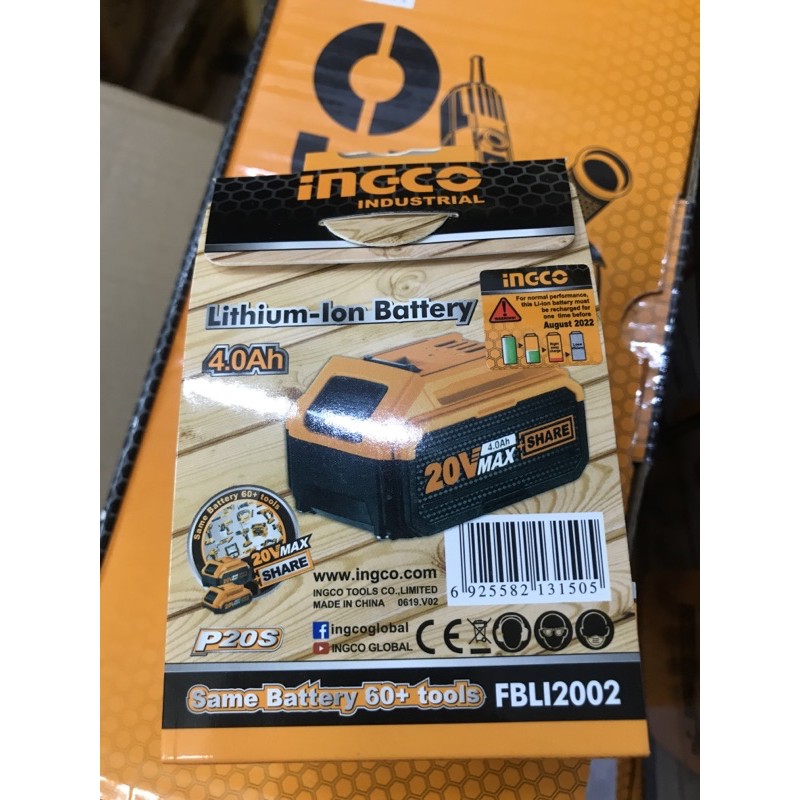 INGCO
INDUSTRIAL
Lithium-Ion Battery
4.0Ah
INGCO
WARNING!
For normal performance,
this Li-ion battery must
be recharged for
one time before
August 2022
4.0Ah
20V MAX
SHARE
Same Battery 60+ tools
20V MAX
SHARE
www.ingco.com
INGCO TOOLS CO.,LIMITED
MADE IN CHINA 0619.V02
6 925582 131505
P20S
ingcoglobal
INGCO GLOBAL
CE
Same Battery 60+ tools FBLI2002